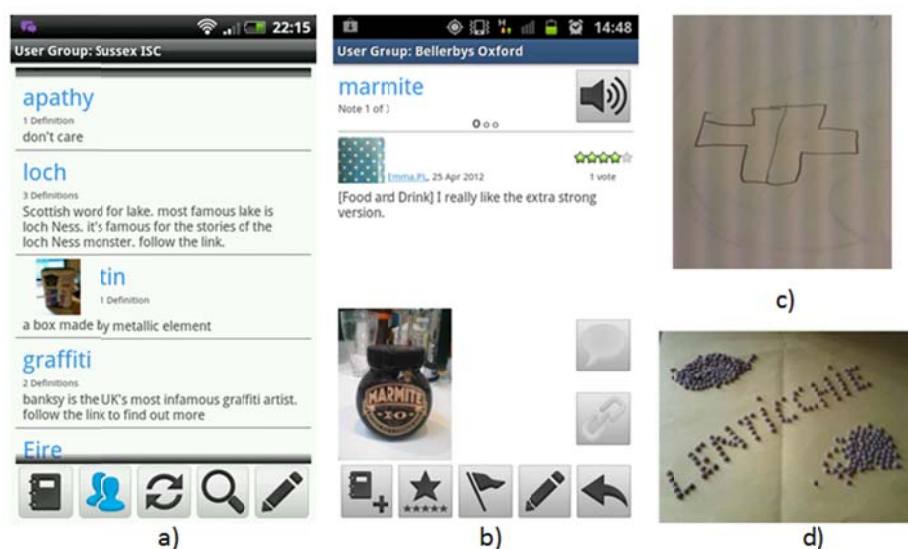 22:15
User Group: Sussex ISC
apathy
1 Definition
don't care
loch
3 Definitions
Scottish word for lake. most famous lake is
loch Ness. it's famous for the stories of the
loch Ness monster. follow the link.
tin
1 Definition
a box made by metallic element
graffiti
2 Definitions
banksy is the UK's most infamous graffiti artist.
follow the link to find out more
Eire
a)
H
14:48
User Group: Bellerbys Oxford
marmite
Note 1 of
Emma.PL, 25 Apr 2012
1 vote
[Food and Drink] I really like the extra strong
version.
MARMITE
XO
b)
c)
LENTICCHIE
d)